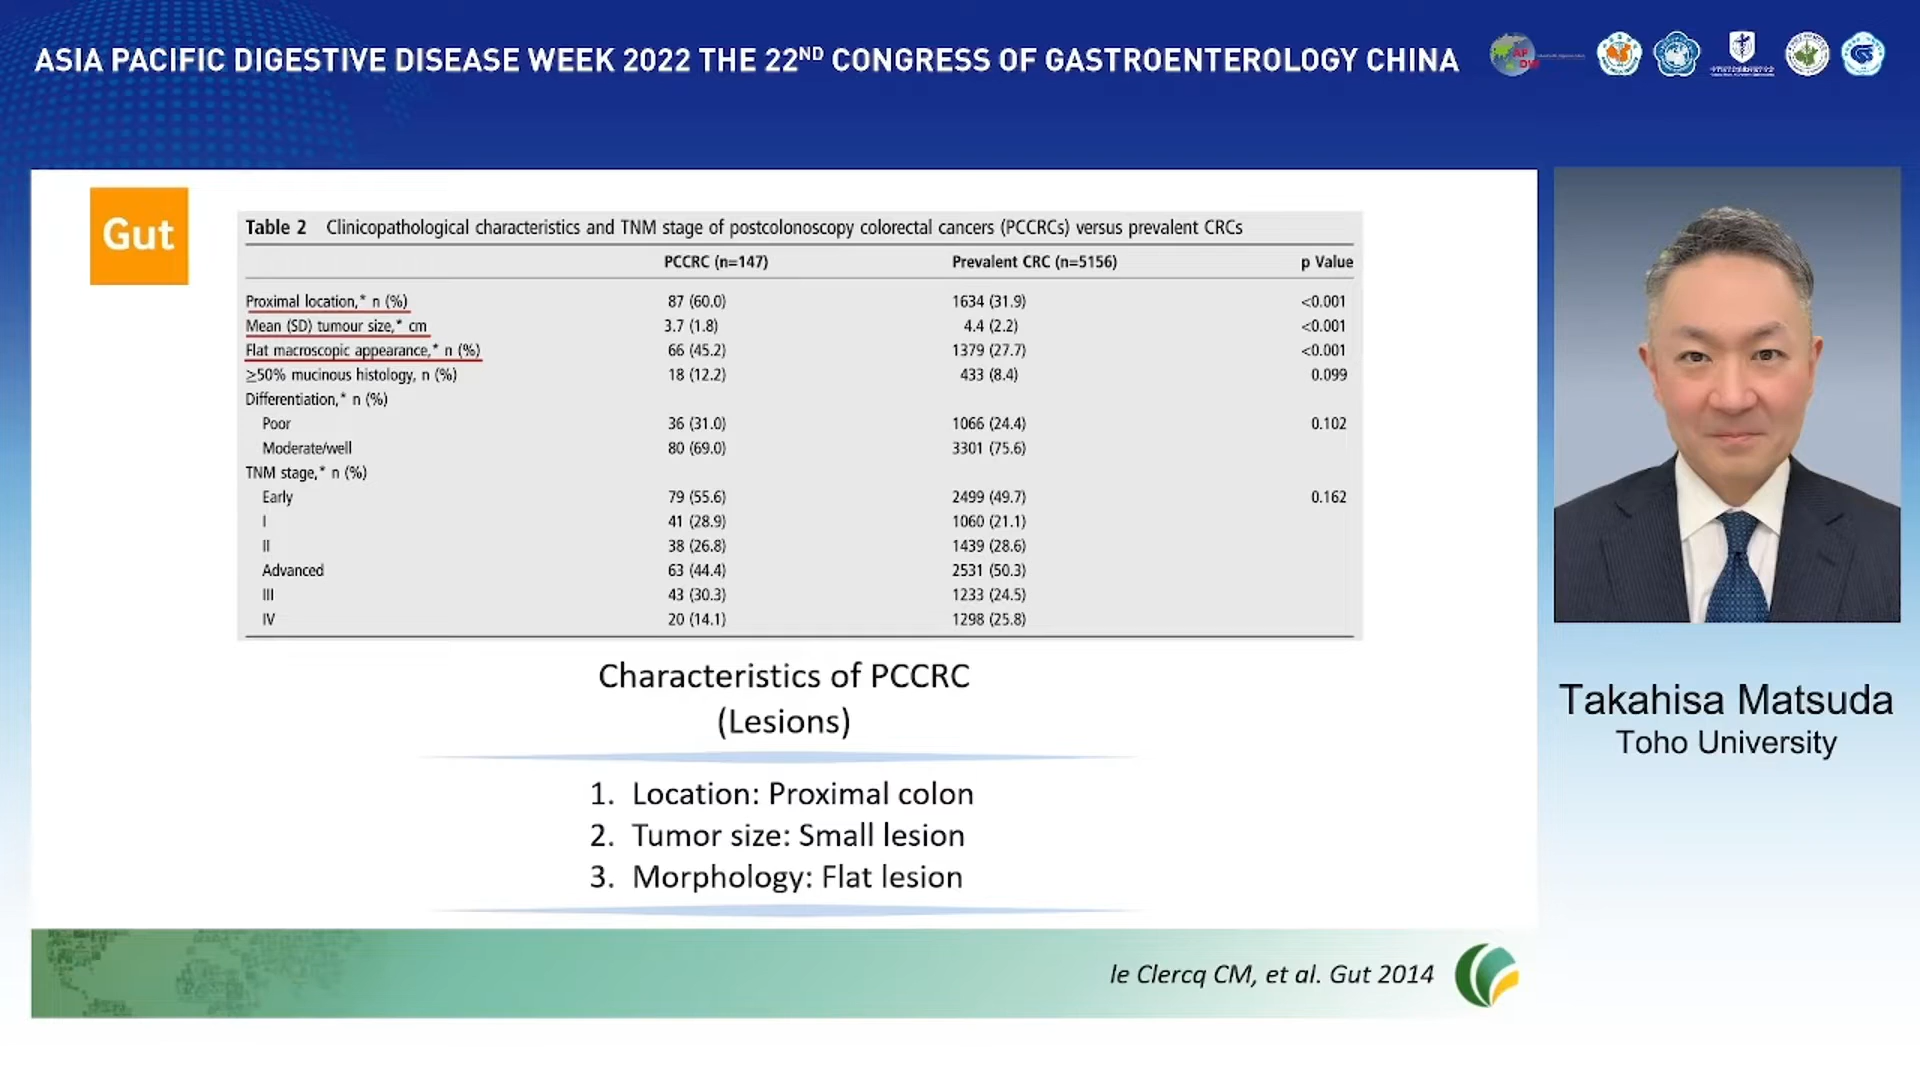 ASIA PACIFIC DIGESTIVE DISEASE WEEK 2022 THE 22ND CONGRESS OF GASTROENTEROLOGY CHINA
Gut
Table 2 Clinicopathological characteristics and TNM stage of postcolonoscopy colorectal cancers (PCCRCs) versus prevalent CRCs
PCCRC (n=147) Prevalent CRC (n=5156) p Value
Proximal location,* n (%) 87 (60.0) 1634 (31.9) <0.001
Mean (SD) tumour size,* cm 3.7 (1.8) 4.4 (2.2) <0.001
Flat macroscopic appearance,* n (%) 66 (45.2) 1379 (27.7) <0.001
≥50% mucinous histology, n (%) 18 (12.2) 433 (8.4) 0.099
Differentiation,* n (%)
Poor 36 (31.0) 1066 (24.4) 0.102
Moderate/well 80 (69.0) 3301 (75.6)
TNM stage,* n (%)
Early 79 (55.6) 2499 (49.7) 0.162
I 41 (28.9) 1060 (21.1)
II 38 (26.8) 1439 (28.6)
Advanced 63 (44.4) 2531 (50.3)
III 43 (30.3) 1233 (24.5)
IV 20 (14.1) 1298 (25.8)
Characteristics of PCCRC
(Lesions)
1. Location: Proximal colon
2. Tumor size: Small lesion
3. Morphology: Flat lesion
le Clercq CM, et al. Gut 2014
Takahisa Matsuda
Toho University